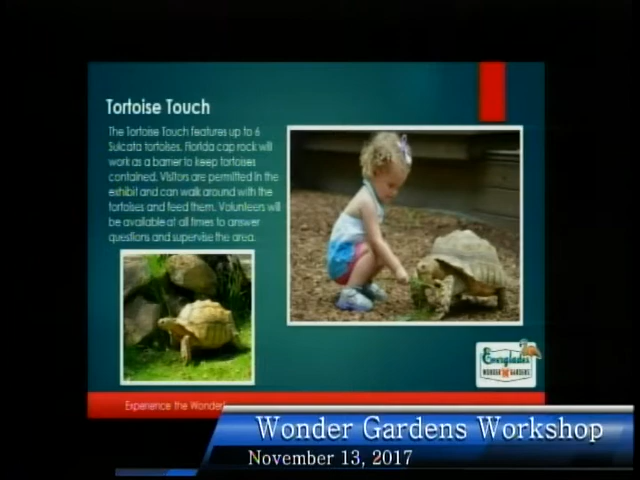 Tortoise Touch
The Tortoise Touch features up to 6
Sulcata tortoises. Florida cap rock will
work as a barrier to keep tortoises
contained. Visitors are permitted in the
exhibit and can walk around with the
tortoises and feed them. Volunteers will
be available at all times to answer
questions and supervise the area.
Everglades
WONDER GARDENS
Experience the Wonder!
Wonder Gardens Workshop
November 13, 2017